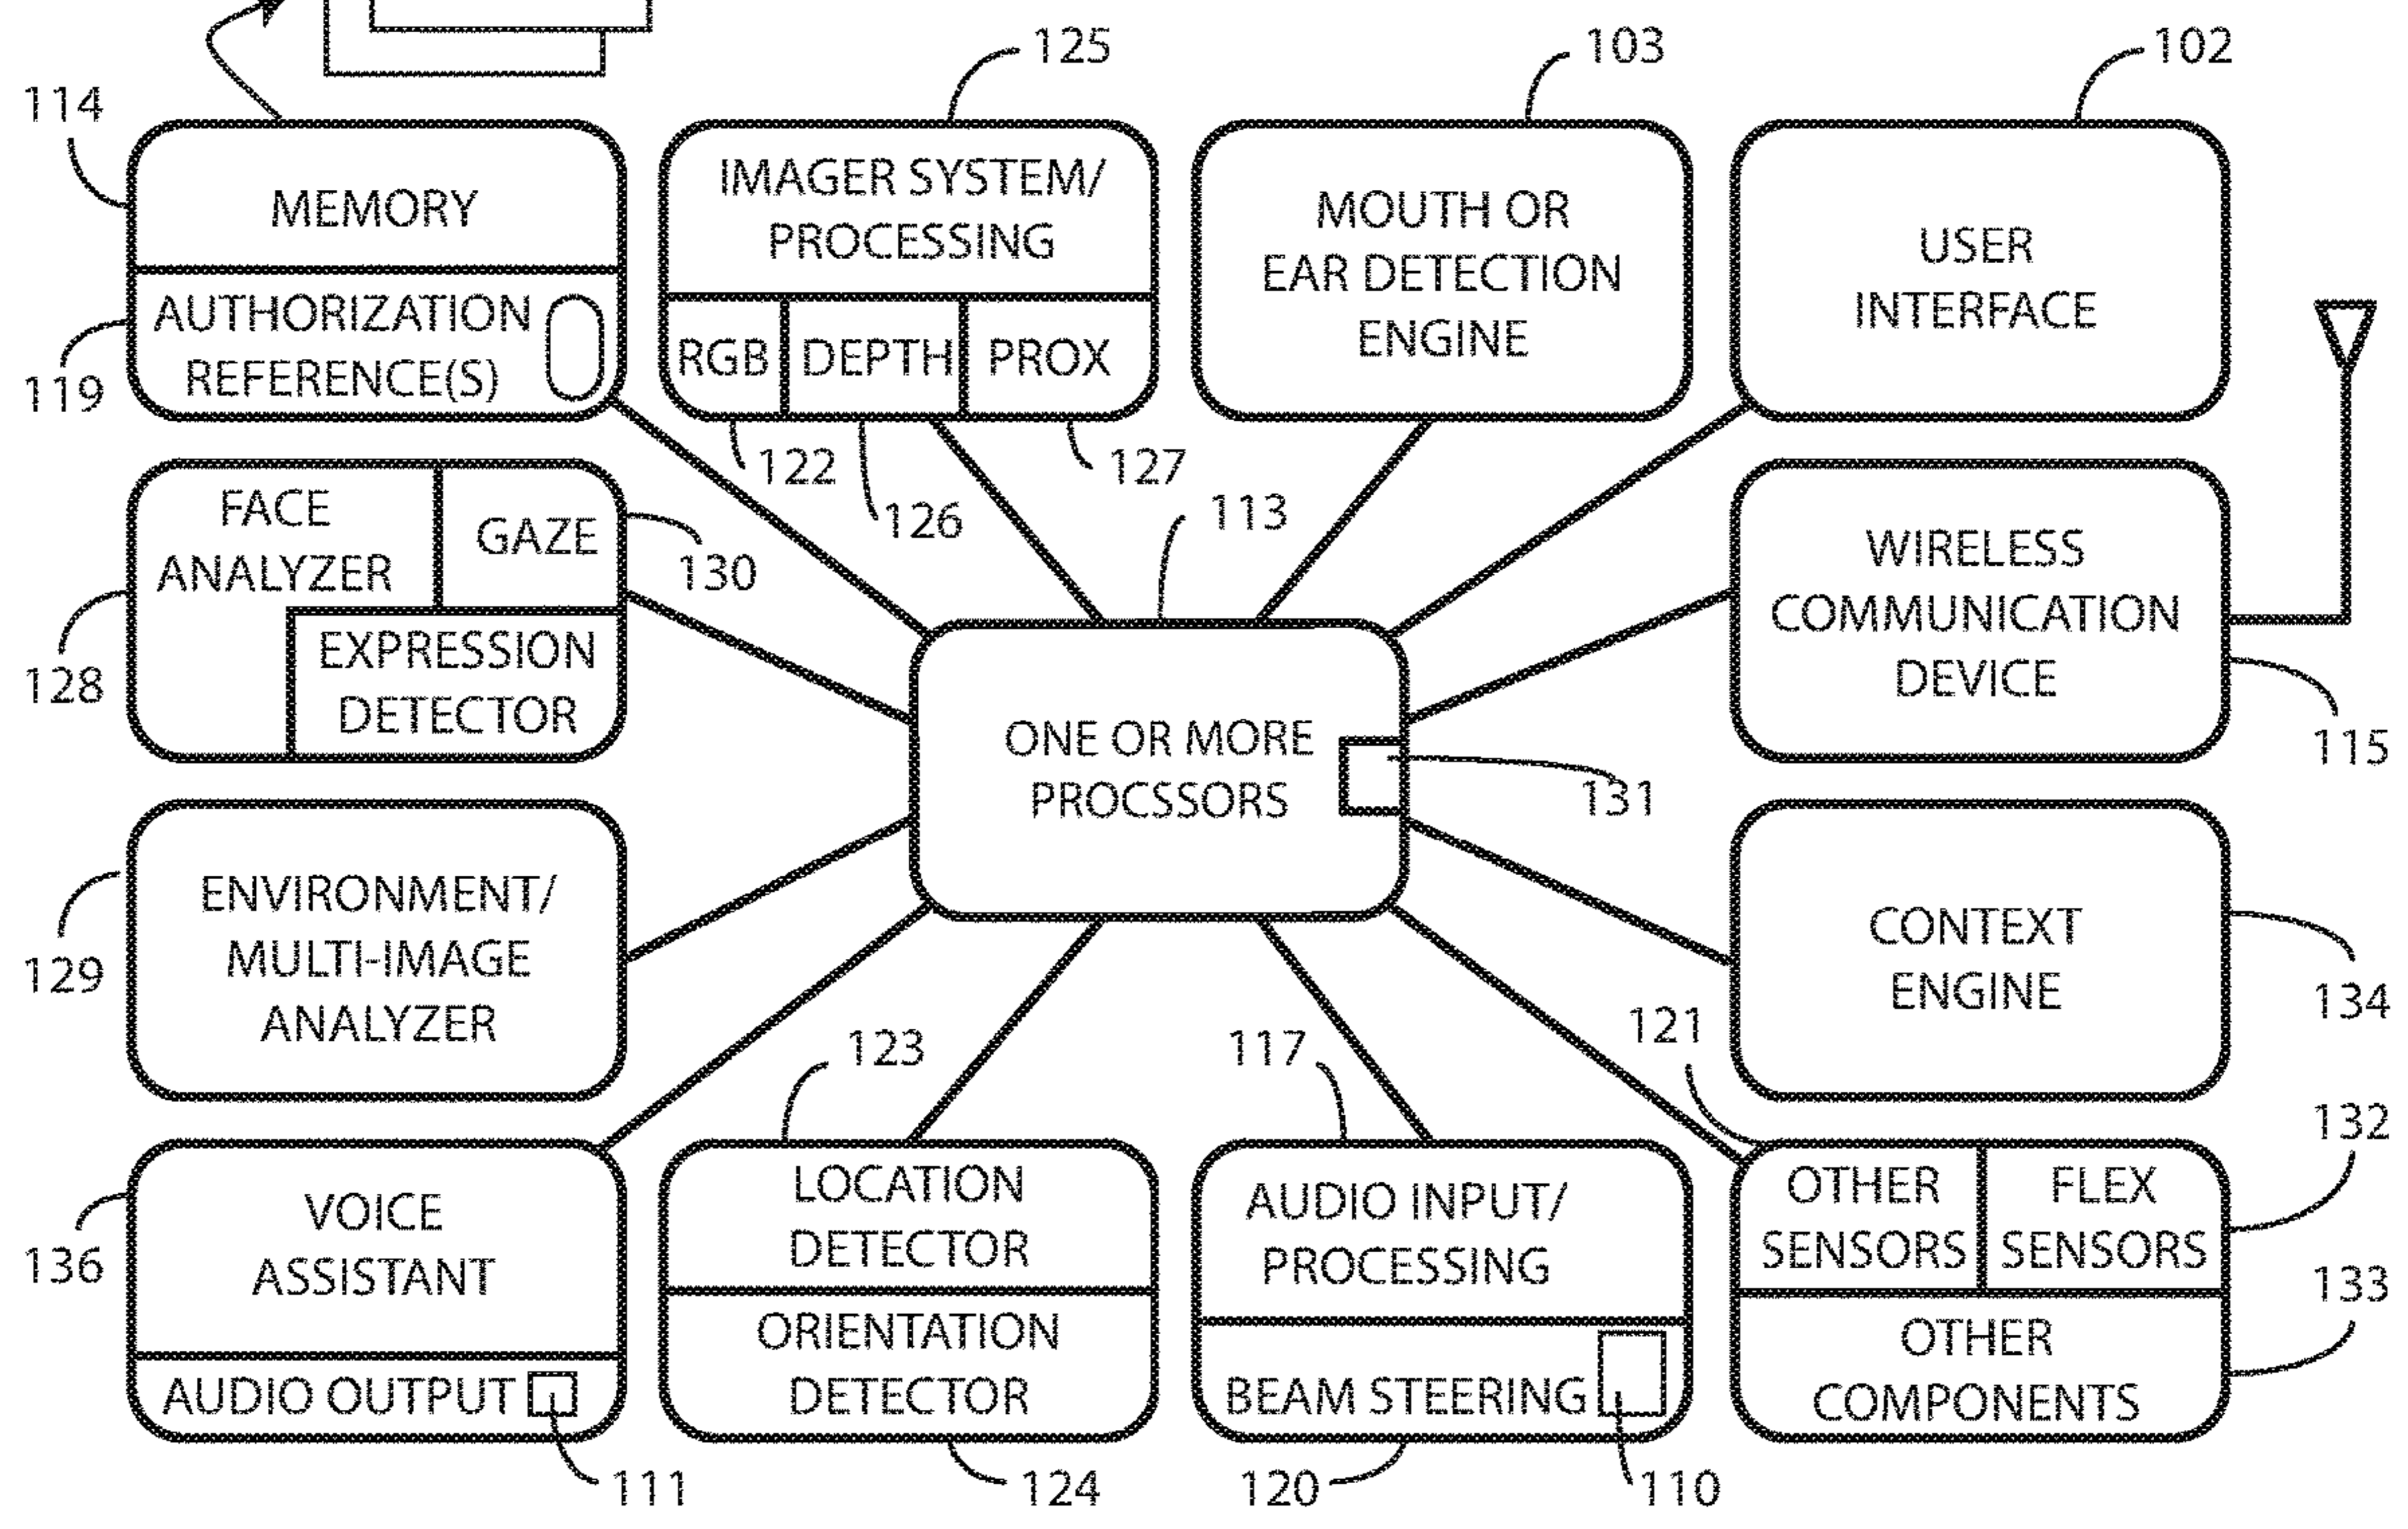 125
103
102
114
MEMORY
AUTHORIZATION
REFERENCE(S)
119
IMAGER SYSTEM/
PROCESSING
RGB
DEPTH
PROX
122
126
127
MOUTH OR
EAR DETECTION
ENGINE
USER
INTERFACE
FACE
ANALYZER
GAZE
130
EXPRESSION
DETECTOR
128
113
ONE OR MORE
PROCSSORS
131
WIRELESS
COMMUNICATION
DEVICE
115
ENVIRONMENT/
MULTI-IMAGE
ANALYZER
129
CONTEXT
ENGINE
134
123
117
121
132
133
VOICE
ASSISTANT
136
AUDIO OUTPUT
111
LOCATION
DETECTOR
ORIENTATION
DETECTOR
124
AUDIO INPUT/
PROCESSING
BEAM STEERING
120
110
OTHER
SENSORS
FLEX
SENSORS
OTHER
COMPONENTS